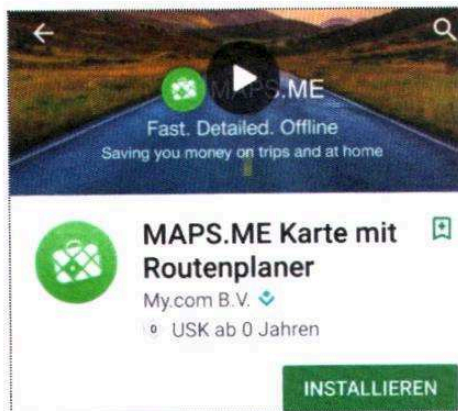 MAPS.ME
Fast. Detailed. Offline
Saving you money on trips and at home
MAPS.ME Karte mit
Routenplaner
My.com B.V.
0 USK ab 0 Jahren
INSTALLIEREN